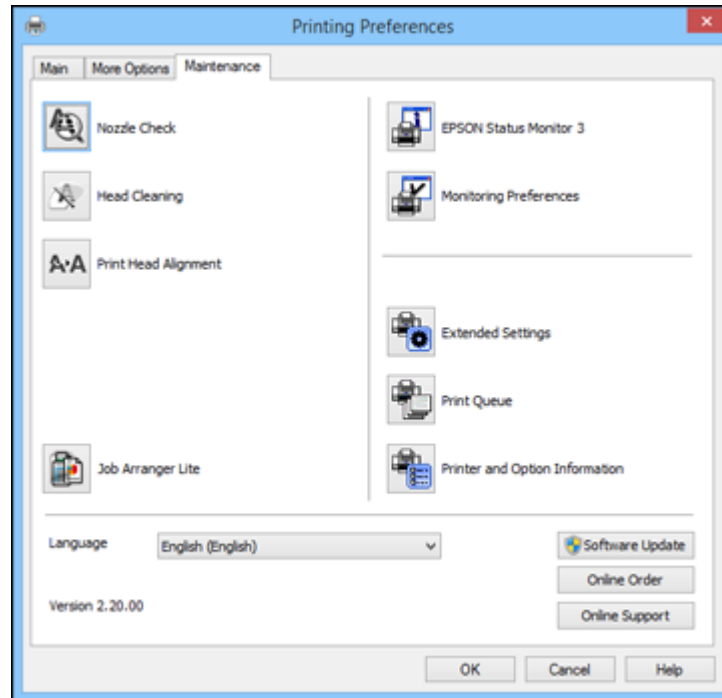 Printing Preferences
Main
More Options
Maintenance
Nozzle Check
EPSON Status Monitor 3
Head Cleaning
Monitoring Preferences
A·A
Print Head Alignment
Extended Settings
Print Queue
Job Arranger Lite
Printer and Option Information
Language
English (English)
Software Update
Online Order
Version 2.20.00
Online Support
OK
Cancel
Help